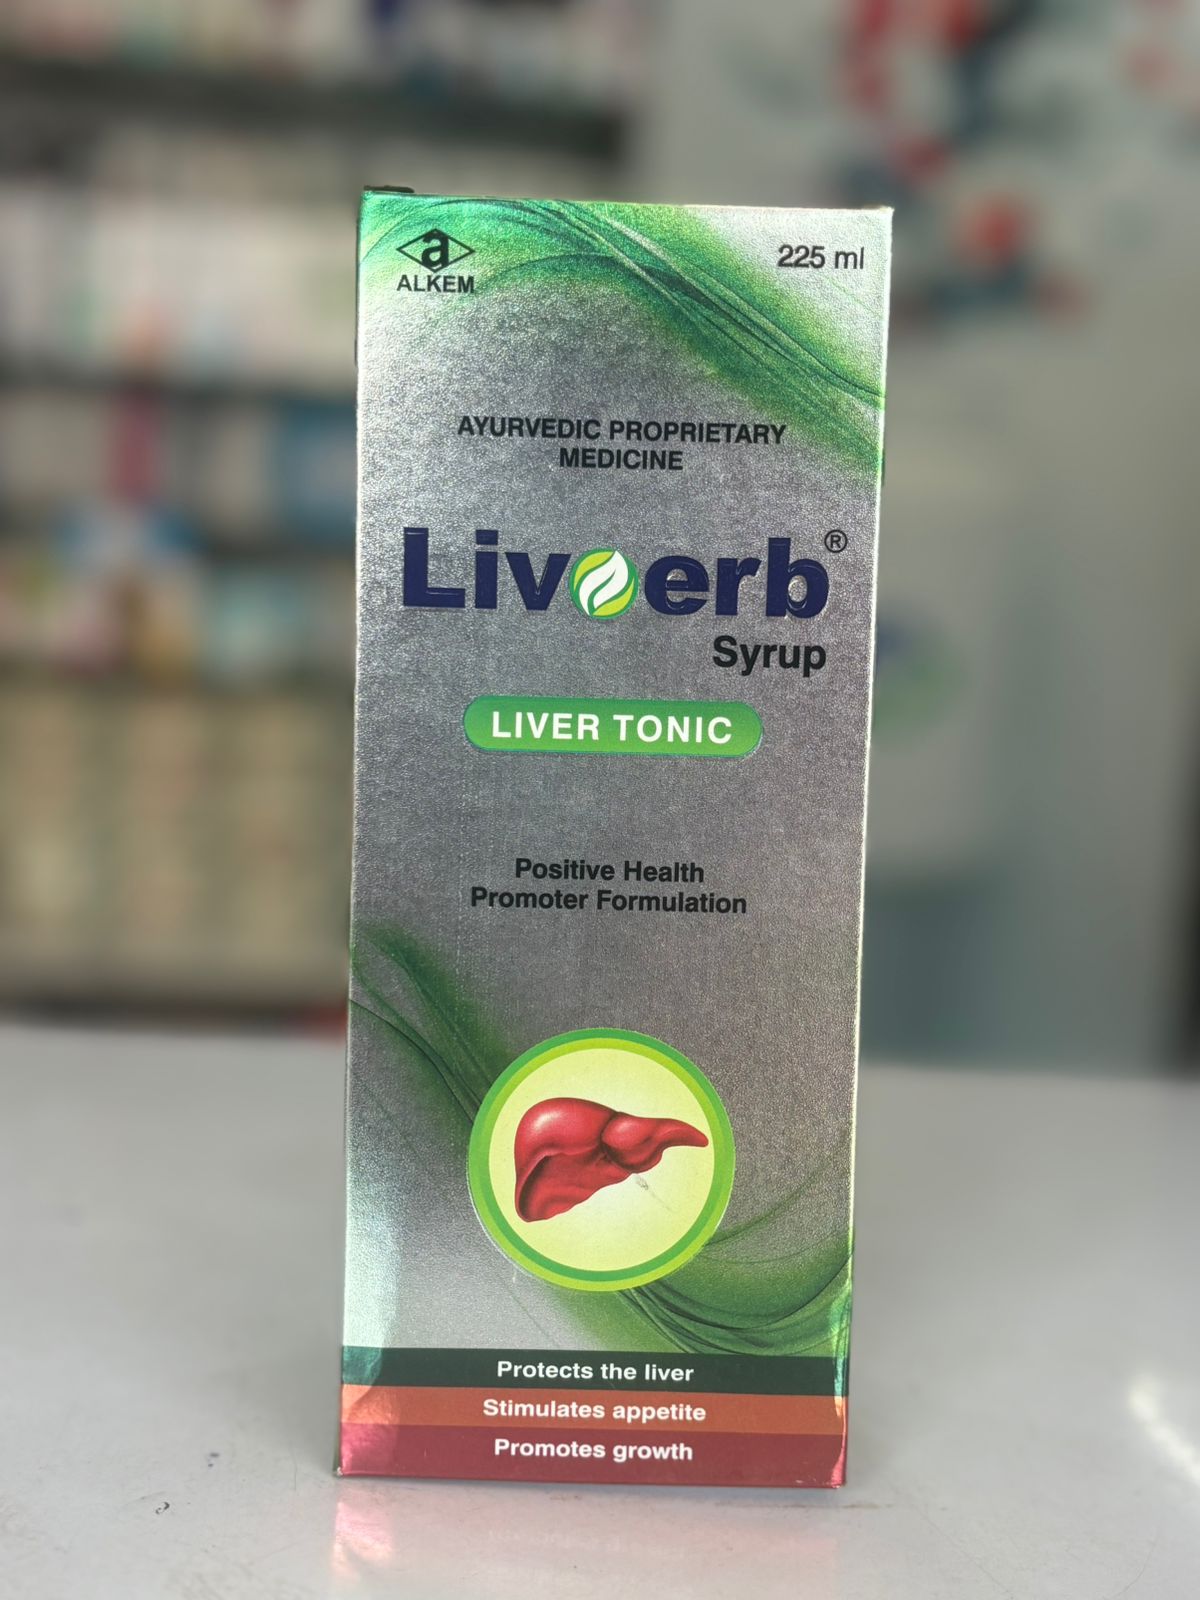 a
ALKEM
225 ml
AYURVEDIC PROPRIETARY
MEDICINE
Livoerb®
Syrup
LIVER TONIC
Positive Health
Promoter Formulation
Protects the liver
Stimulates appetite
Promotes growth